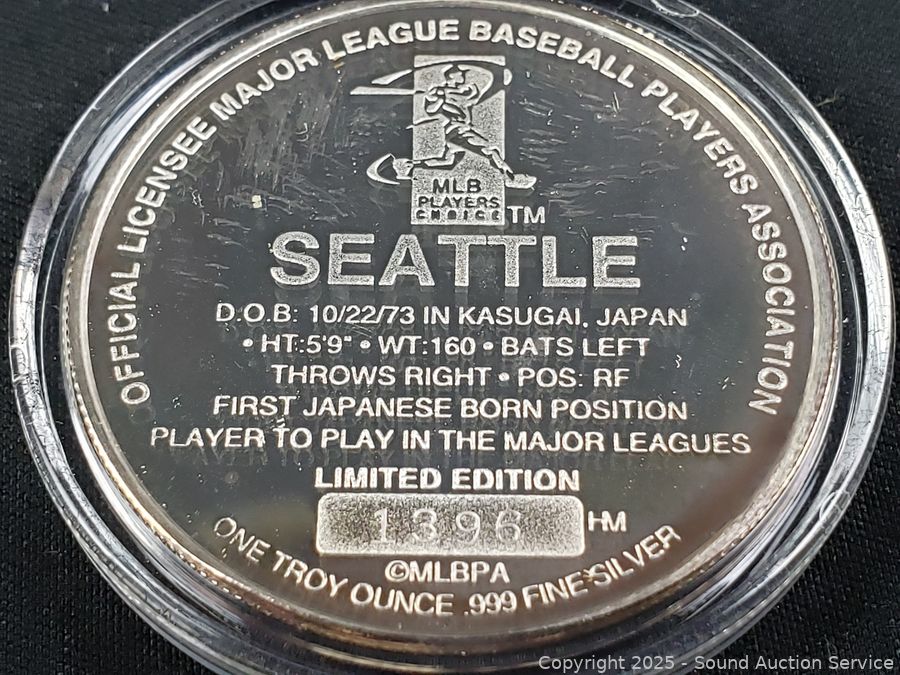 OFFICIAL LICENSEE MAJOR LEAGUE BASEBALL PLAYERS ASSOCIATION
MLB
PLAYERS
CHOICE TM
SEATTLE
D.O.B: 10/22/73 IN KASUGAI, JAPAN
• HT:5'9" • WT:160 • BATS LEFT
THROWS RIGHT • POS: RF
FIRST JAPANESE BORN POSITION
PLAYER TO PLAY IN THE MAJOR LEAGUES
LIMITED EDITION
1396 HM
©MLBPA
ONE TROY OUNCE .999 FINE SILVER
Copyright 2025 - Sound Auction Service